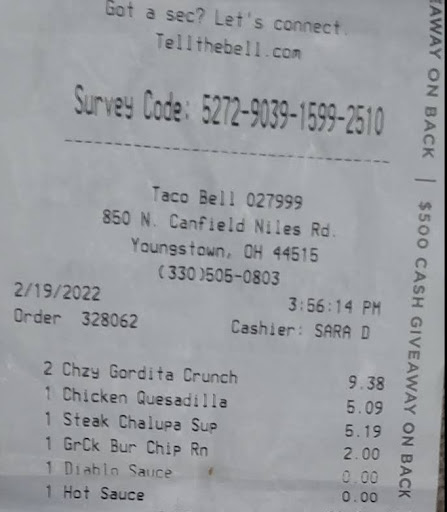 Got a sec? Let's connect.
Tellthebell.com
Survey Code: 5272-9039-1599-2510
Taco Bell 027999
850 N. Canfield Niles Rd.
Youngstown, OH 44515
(330)505-0803
2/19/2022 3:56:14 PM
Order 328062 Cashier: SARA D
2 Chzy Gordita Crunch 9.38
1 Chicken Quesadilla 5.09
1 Steak Chalupa Sup 5.19
1 GrCk Bur Chip Rn 2.00
1 Diablo Sauce 0.00
1 Hot Sauce 0.00
AWAY ON BACK | $500 CASH GIVEAWAY ON BACK